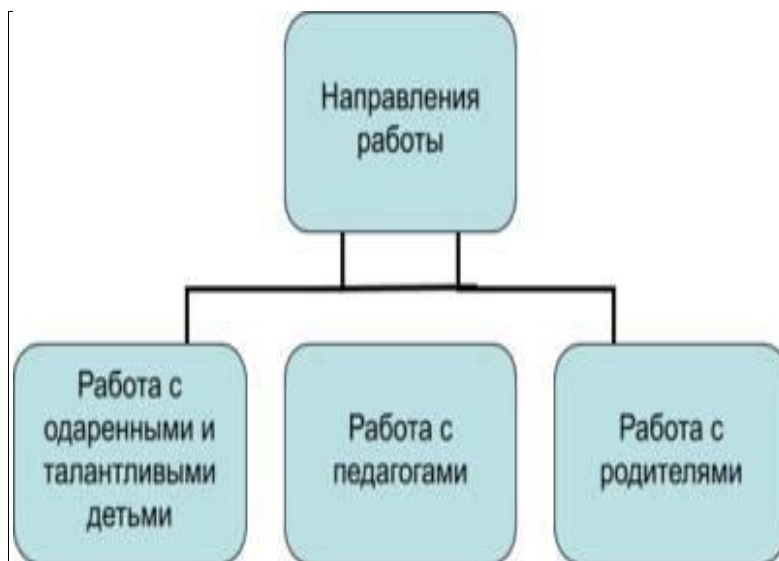 Направления
работы
Работа с
одаренными и
талантливыми
детьми
Работа с
педагогами
Работа с
родителями